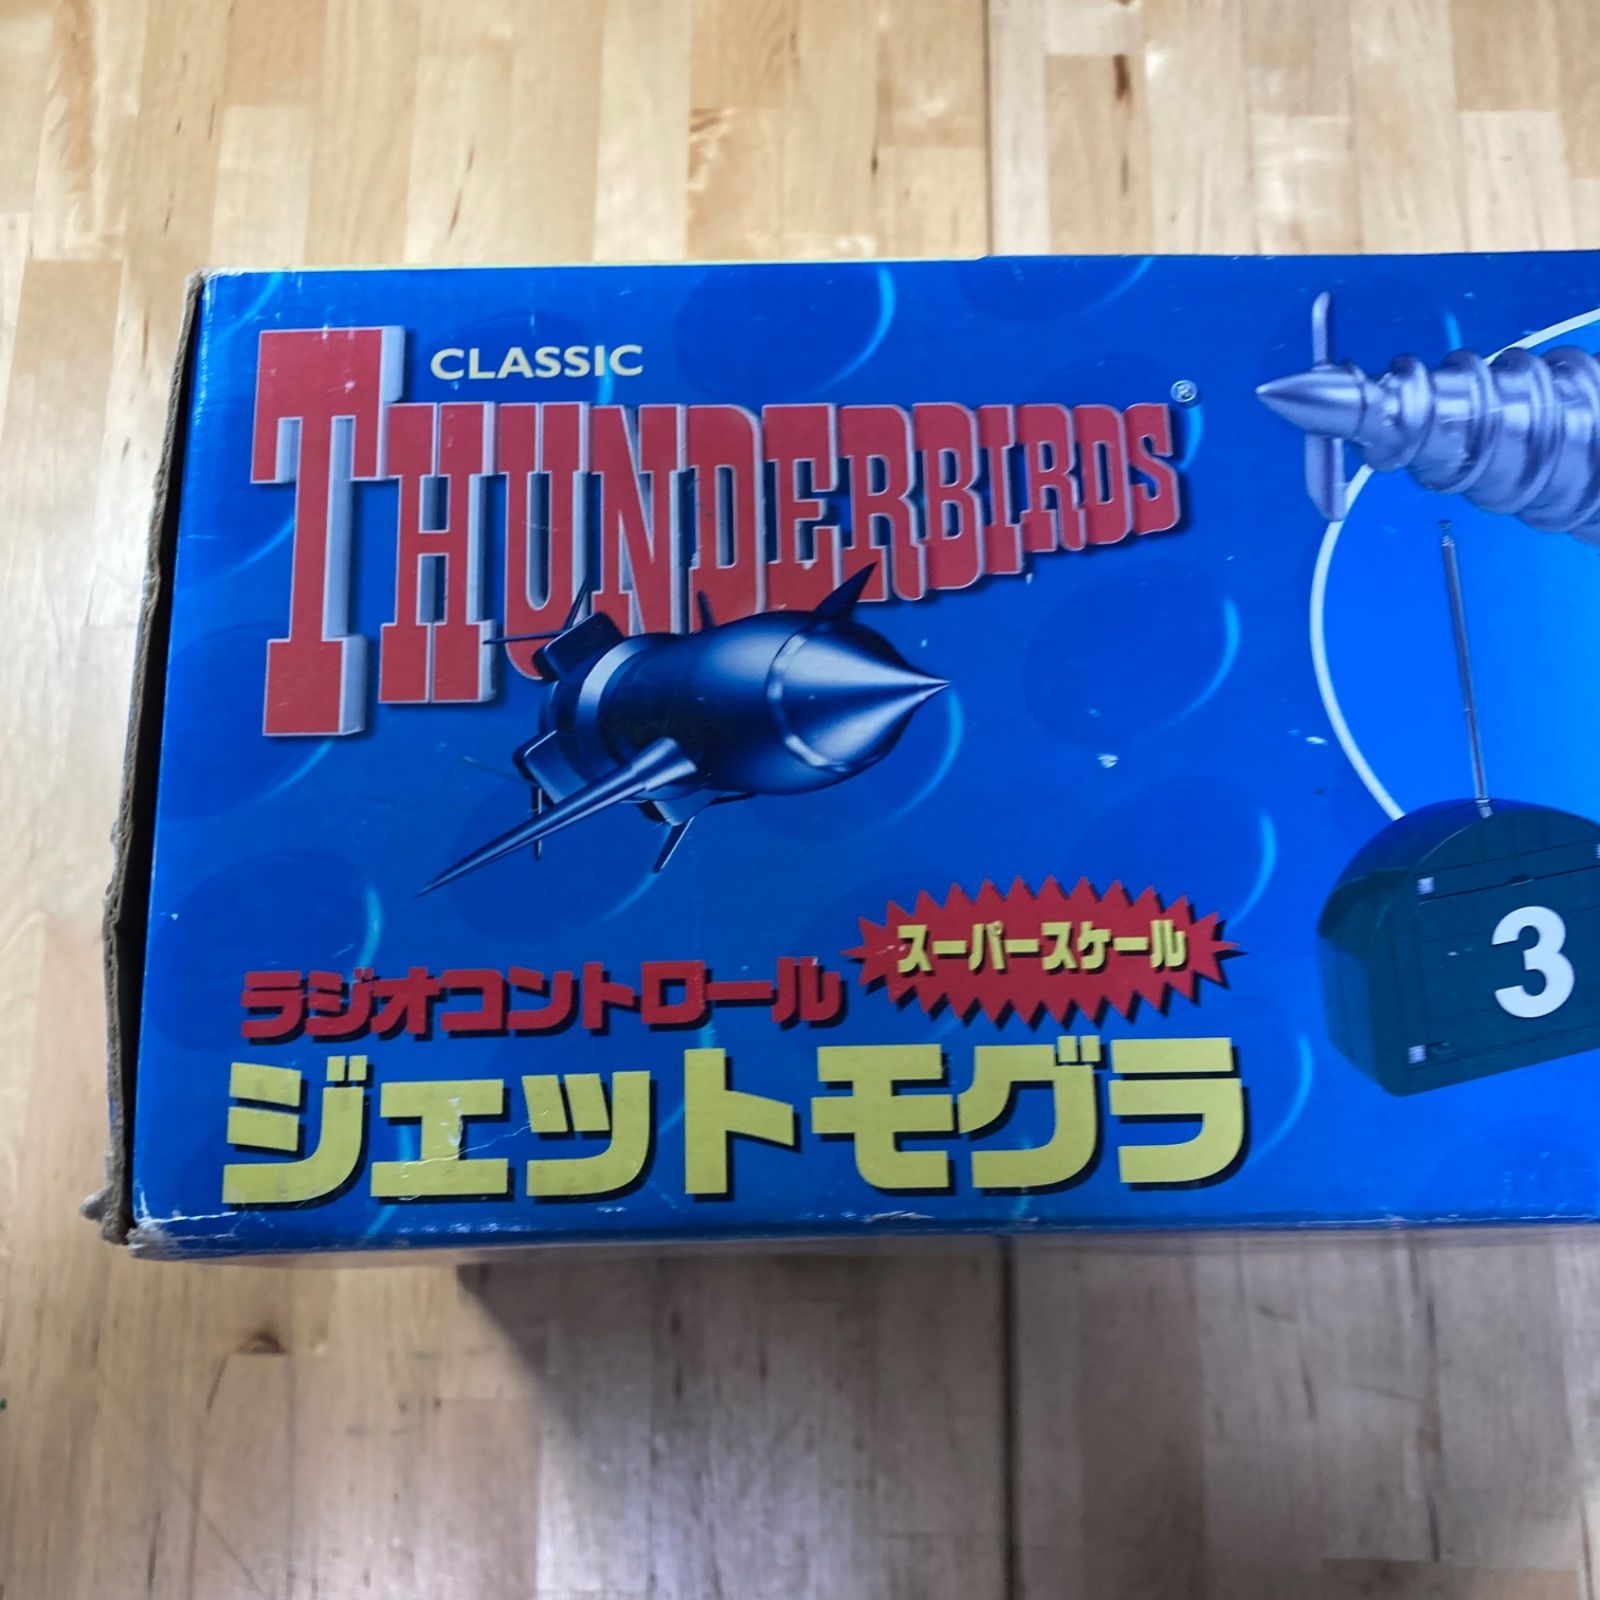 CLASSIC
THUNDERBIRDS®
スーパースケール
ラジオコントロール
ジェットモグラ
3